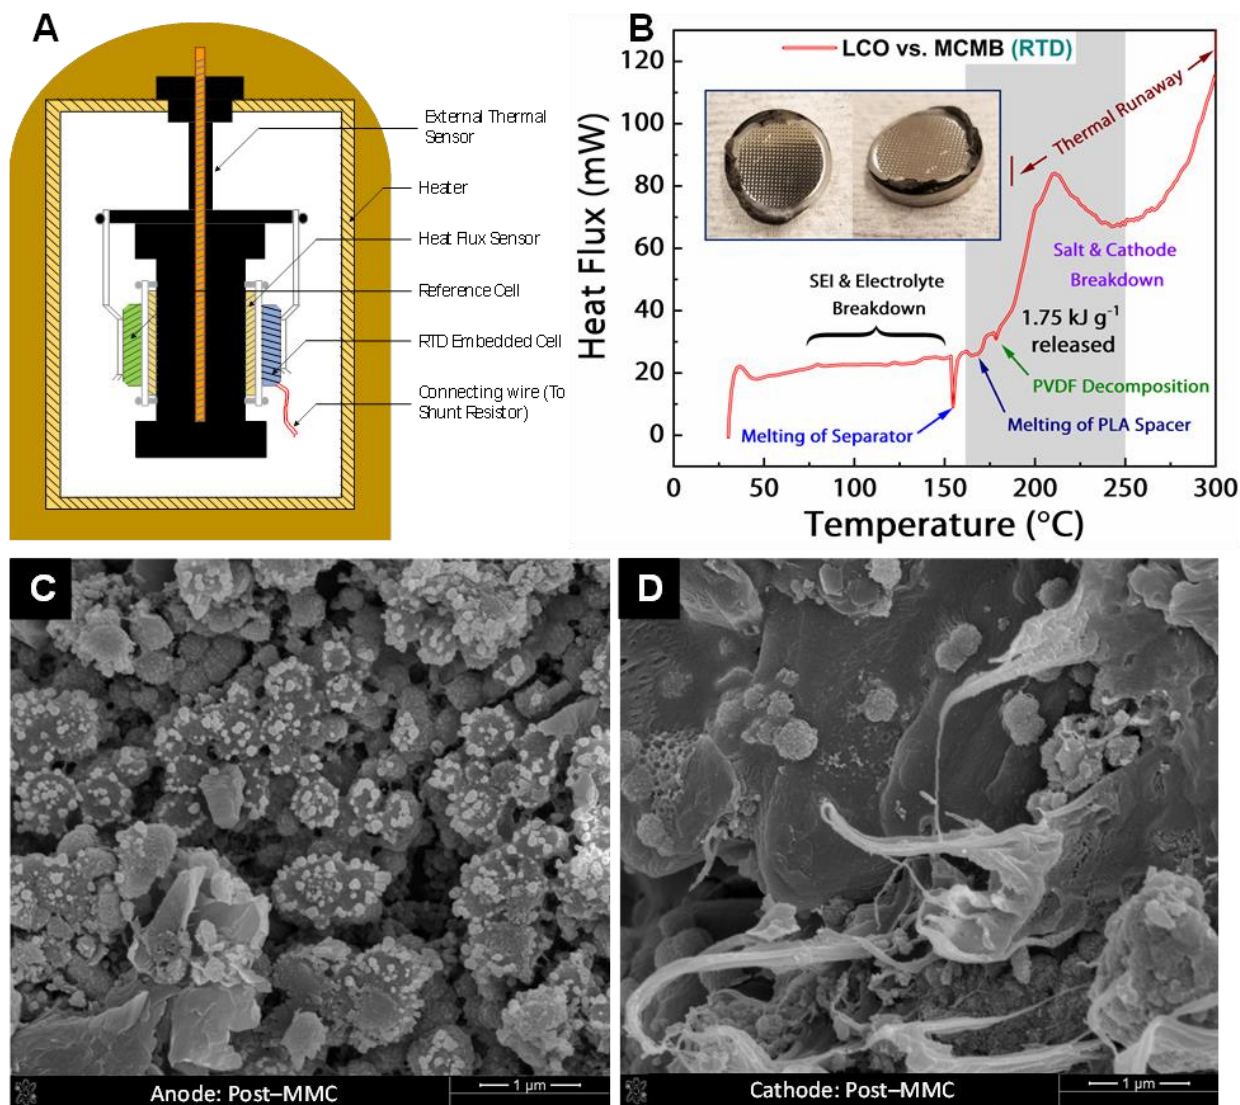 A
External Thermal
Sensor
Heater
Heat Flux Sensor
Reference Cell
RTD Embedded Cell
Connecting wire (To
Shunt Resistor)
B
LCO vs. MCMB (RTD)
Thermal Runaway
Salt & Cathode
Breakdown
SEI & Electrolyte
Breakdown
1.75 kJ g⁻¹
released
PVDF Decomposition
Melting of PLA Spacer
Melting of Separator
Heat Flux (mW)
120
100
80
60
40
20
0
0 50 100 150 200 250 300
Temperature (°C)
C
Anode: Post–MMC
1 µm
D
Cathode: Post–MMC
1 µm